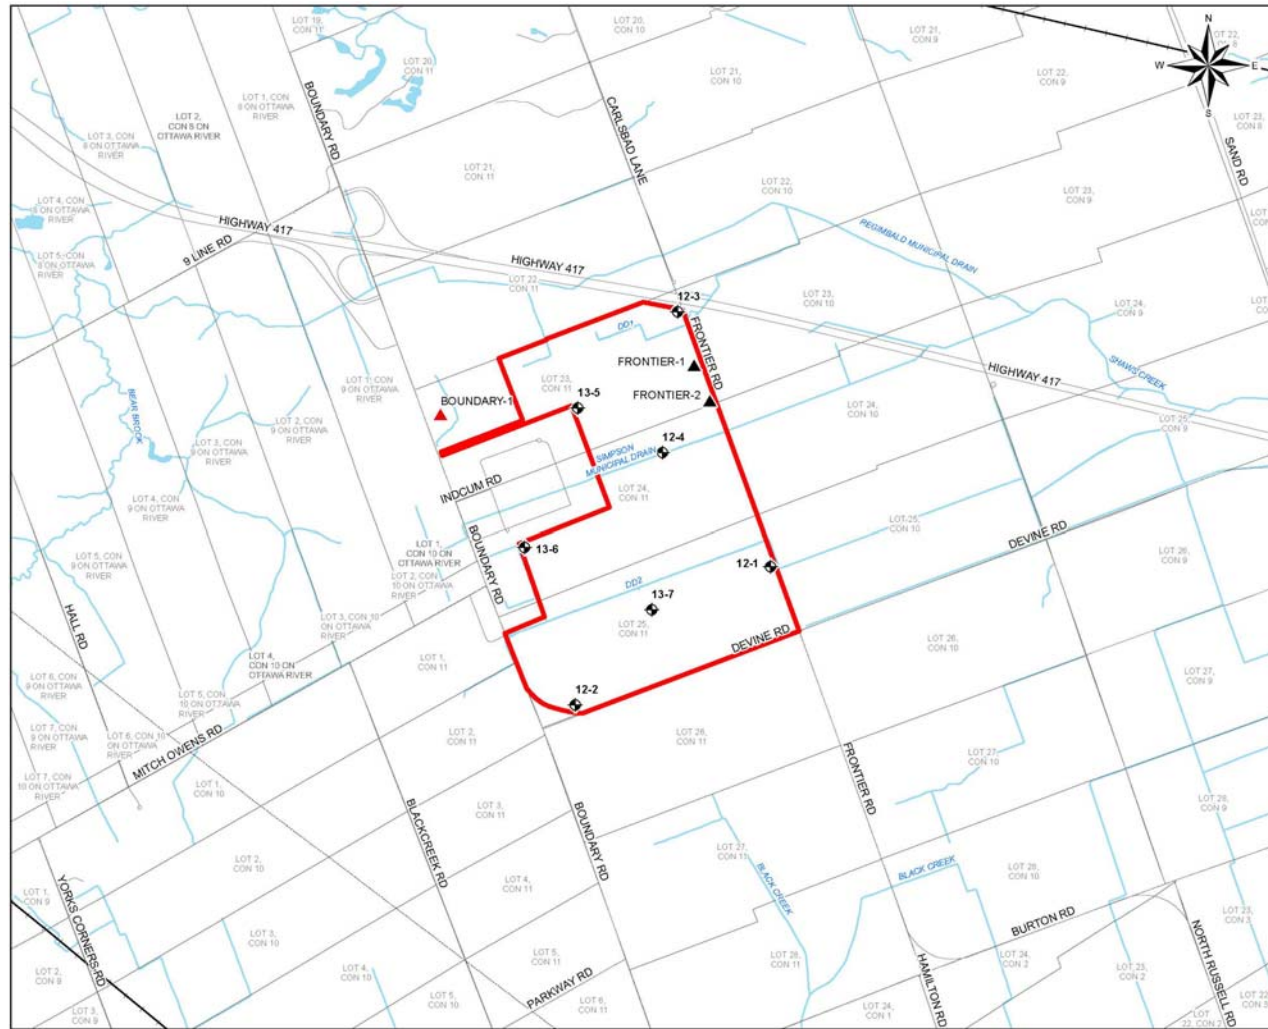 LOT 19,
CON 11
LOT 20,
CON 10
LOT 21,
CON 9
LOT 22,
N
W
E
S
LOT 20,
CON 11
LOT 21,
CON 10
LOT 22,
CON 9
LOT 1, CON
8 ON OTTAWA
RIVER
LOT 2,
CON 8 ON
OTTAWA RIVER
LOT 3, CON
8 ON OTTAWA
RIVER
BOUNDARY RD
CARLSBAD LANE
LOT 23,
CON 8
SAND RD
LOT 21,
CON 11
LOT 22,
CON 10
LOT 23,
CON 9
LOT 4, CON
8 ON OTTAWA
RIVER
HIGHWAY 417
9 LINE RD
LOT 5, CON
8 ON OTTAWA
RIVER
REGIMBALD MUNICIPAL DRAIN
HIGHWAY 417
LOT 22
CON 11
LOT 23,
CON 10
LOT 24,
CON 9
12-3
DD1
FRONTIER RD
FRONTIER-1
FRONTIER-2
SHAWS CREEK
HIGHWAY 417
LOT 1, CON
9 ON OTTAWA
RIVER
BOUNDARY-1
LOT 23,
CON 11
13-5
LOT 24,
CON 10
LOT 25,
CON 9
BEAR BROOK
LOT 2, CON
9 ON OTTAWA
RIVER
LOT 3, CON
9 ON OTTAWA
RIVER
12-4
SIMPSON
MUNICIPAL DRAIN
INDCUM RD
LOT 24,
CON 11
LOT 4, CON
9 ON OTTAWA
RIVER
LOT 25,
CON 10
DEVINE RD
LOT 1,
CON 10 ON
OTTAWA RIVER
BOUNDARY RD
13-6
12-1
LOT 5, CON
9 ON OTTAWA
RIVER
LOT 2, CON
10 ON OTTAWA
RIVER
LOT 26,
CON 9
DD2
13-7
LOT 25,
CON 11
HALL RD
LOT 3, CON 10
ON OTTAWA
RIVER
DEVINE RD
LOT 26,
CON 10
LOT 4,
CON 10 ON
OTTAWA RIVER
LOT 1,
CON 11
LOT 6, CON
9 ON OTTAWA
RIVER
LOT 5, CON
10 ON OTTAWA
RIVER
LOT 27,
CON 9
12-2
LOT 7, CON
9 ON OTTAWA
RIVER
LOT 6, CON 10
ON OTTAWA
RIVER
MITCH OWENS RD
LOT 2,
CON 11
LOT 26,
CON 11
LOT 27,
CON 10
LOT 7, CON
10 ON OTTAWA
RIVER
LOT 1,
CON 10
FRONTIER RD
LOT 28,
CON 9
LOT 3,
CON 11
BOUNDARY RD
BLACKCREEK RD
LOT 27,
CON 11
LOT 2,
CON 10
BLACK CREEK
BLACK CREEK
LOT 28,
CON 10
YORKS CORNERS RD
LOT 1,
CON 9
LOT 4,
CON 11
BURTON RD
LOT 23,
CON 3
LOT 3,
CON 10
LOT 5,
CON 11
LOT 28,
CON 11
LOT 24,
CON 2
LOT 23,
CON 2
NORTH RUSSELL RD
LOT 2,
CON 9
LOT 4,
CON 10
PARKWAY RD
HAMILTON RD
LOT 3,
CON 9
LOT 5,
CON 10
LOT 6,
CON 11
LOT 24,
CON 1
LOT
22, CON 2
LOT 22